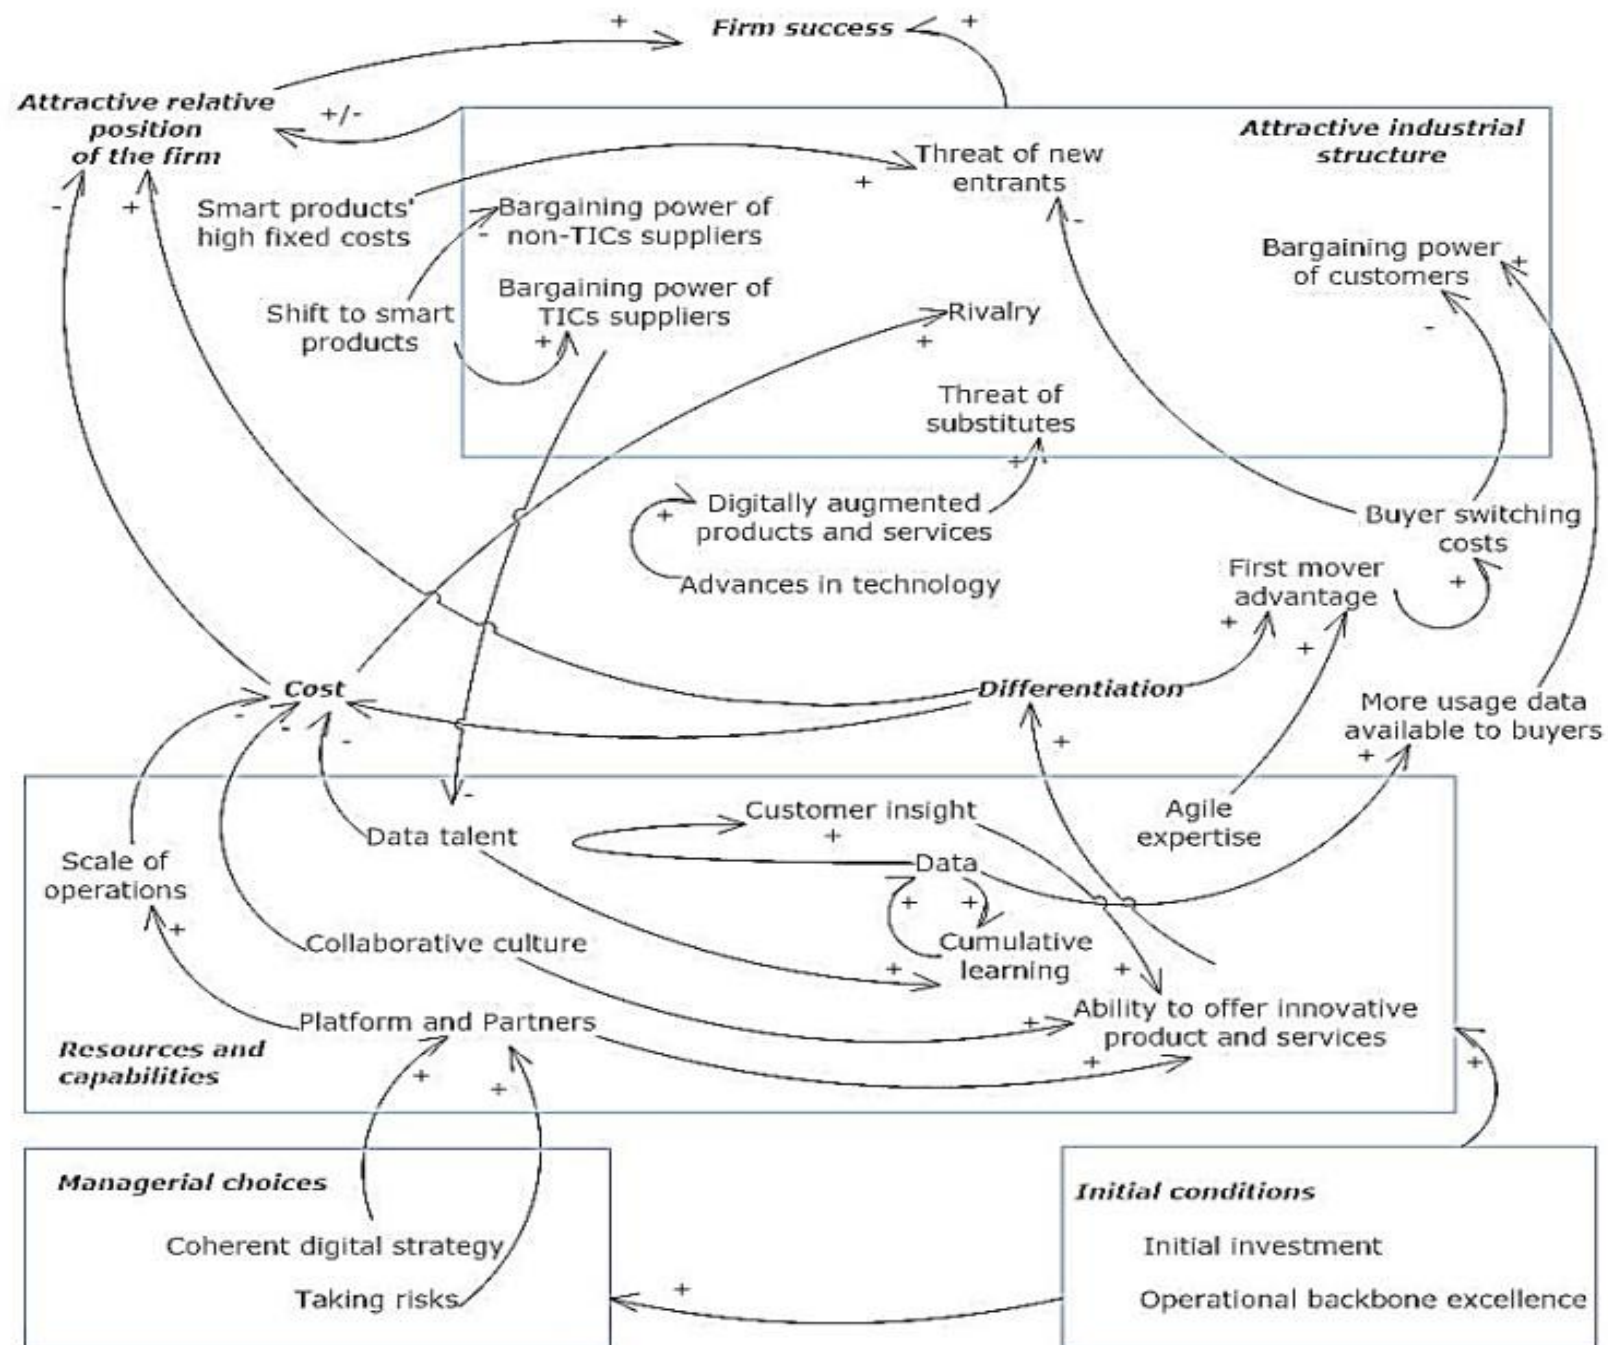 +
Firm success
+
Attractive relative
position
of the firm
+/-
Attractive industrial
structure
Threat of new
entrants
+
-
+
Smart products'
high fixed costs
Bargaining power of
non-TICs suppliers
-
-
Bargaining power
of customers
+
Bargaining power of
TICs suppliers
Shift to smart
products
+
Rivalry
+
-
Threat of
substitutes
+
Digitally augmented
products and services
+
Advances in technology
Buyer switching
costs
First mover
advantage
+
+
+
Cost
-
-
-
Differentiation
+
More usage data
available to buyers
+
-
Customer insight
+
Agile
expertise
Data talent
Data
Scale of
operations
+
+
+
Collaborative culture
Cumulative
learning
+
+
Platform and Partners
Ability to offer innovative
product and services
+
+
Resources and
capabilities
+
+
+
Managerial choices
Coherent digital strategy
Taking risks
+
Initial conditions
Initial investment
Operational backbone excellence